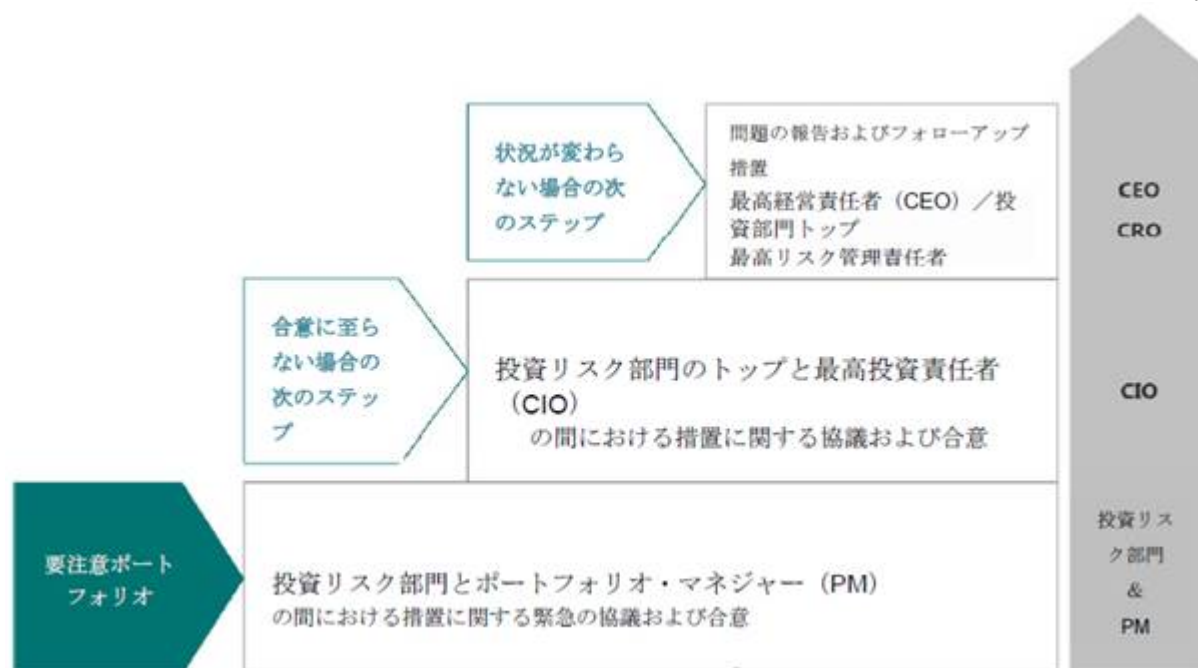 状況が変わら
ない場合の次
のステップ
問題の報告およびフォローアップ
措置
最高経営責任者（CEO）／投
資部門トップ
最高リスク管理責任者
CEO
CRO
合意に至ら
ない場合の
次のステッ
プ
投資リスク部門のトップと最高投資責任者
（CIO）
の間における措置に関する協議および合意
CIO
要注意ポート
フォリオ
投資リスク部門とポートフォリオ・マネジャー（PM）
の間における措置に関する緊急の協議および合意
投資リス
ク部門
&
PM